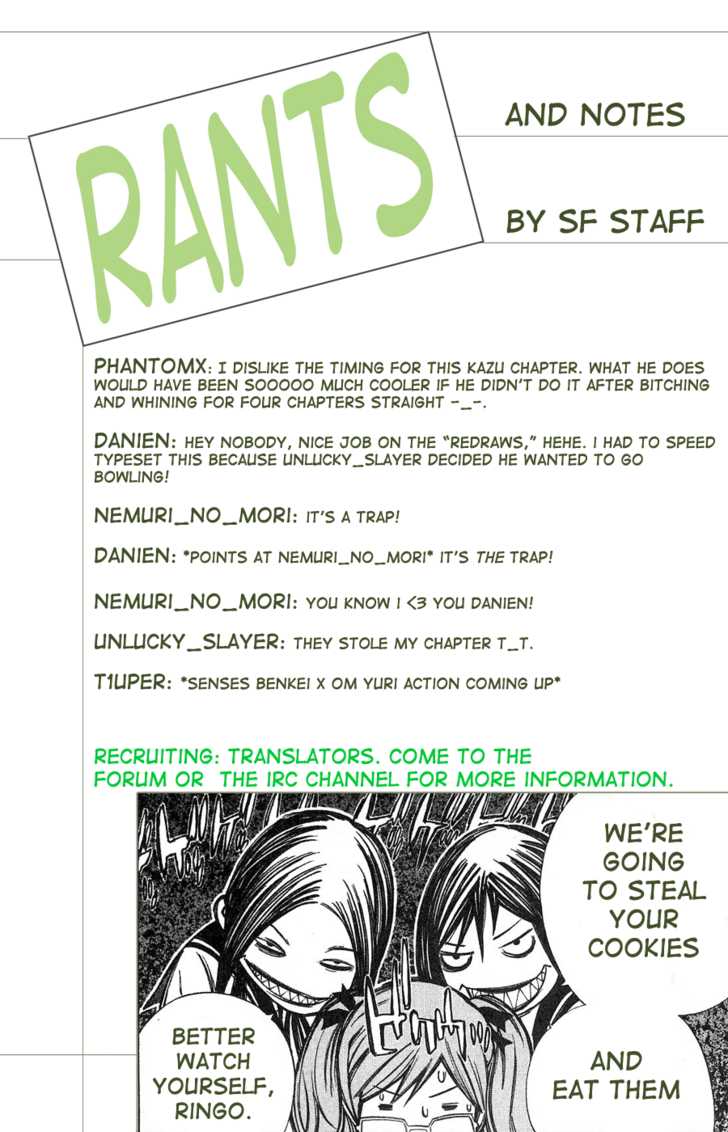 RANTS
AND NOTES
BY SF STAFF
PHANTOMX: I DISLIKE THE TIMING FOR THIS KAZU CHAPTER. WHAT HE DOES
WOULD HAVE BEEN SOOOOO MUCH COOLER IF HE DIDN'T DO IT AFTER BITCHING
AND WHINING FOR FOUR CHAPTERS STRAIGHT -_-.
DANIEN: HEY NOBODY, NICE JOB ON THE "REDRAWS," HEHE. I HAD TO SPEED
TYPESET THIS BECAUSE UNLUCKY_SLAYER DECIDED HE WANTED TO GO
BOWLING!
NEMURI_NO_MORI: IT'S A TRAP!
DANIEN: *POINTS AT NEMURI_NO_MORI* IT'S THE TRAP!
NEMURI_NO_MORI: YOU KNOW I <3 YOU DANIEN!
UNLUCKY_SLAYER: THEY STOLE MY CHAPTER T_T.
T1UPER: *SENSES BENKEI X OM YURI ACTION COMING UP*
RECRUITING: TRANSLATORS. COME TO THE
FORUM OR THE IRC CHANNEL FOR MORE INFORMATION.
WE'RE
GOING
TO STEAL
YOUR
COOKIES
AND
EAT THEM
BETTER
WATCH
YOURSELF,
RINGO.